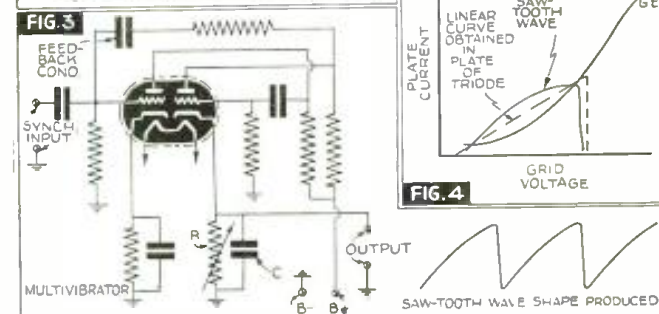 FIG.3
FEED-
BACK
COND.
SYNCH
INPUT
R
C
OUTPUT
MULTIVIBRATOR
B-
B+
PLATE
CURRENT
LINEAR
CURVE
OBTAINED
IN
PLATE
OF
TRIODE
SAW-
TOOTH
WAVE
GRID
VOLTAGE
FIG.4
SAW-TOOTH WAVE SHAPE PRODUCED